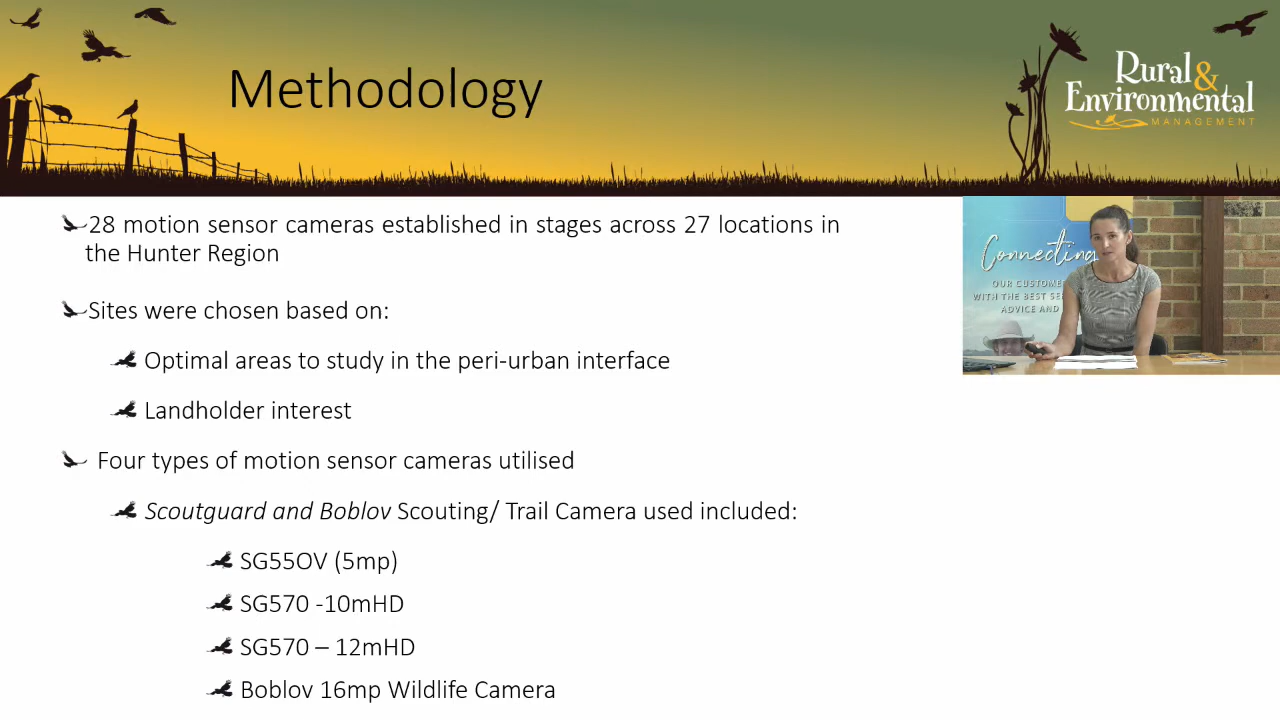 Methodology
Rural &
Environmental
MANAGEMENT
28 motion sensor cameras established in stages across 27 locations in
the Hunter Region
Sites were chosen based on:
Optimal areas to study in the peri-urban interface
Landholder interest
Four types of motion sensor cameras utilised
Scoutguard and Boblov Scouting/ Trail Camera used included:
SG55OV (5mp)
SG570 -10mHD
SG570 – 12mHD
Boblov 16mp Wildlife Camera
Connecting
OUR CUSTOME
WITH THE BEST SE
ADVICE AND